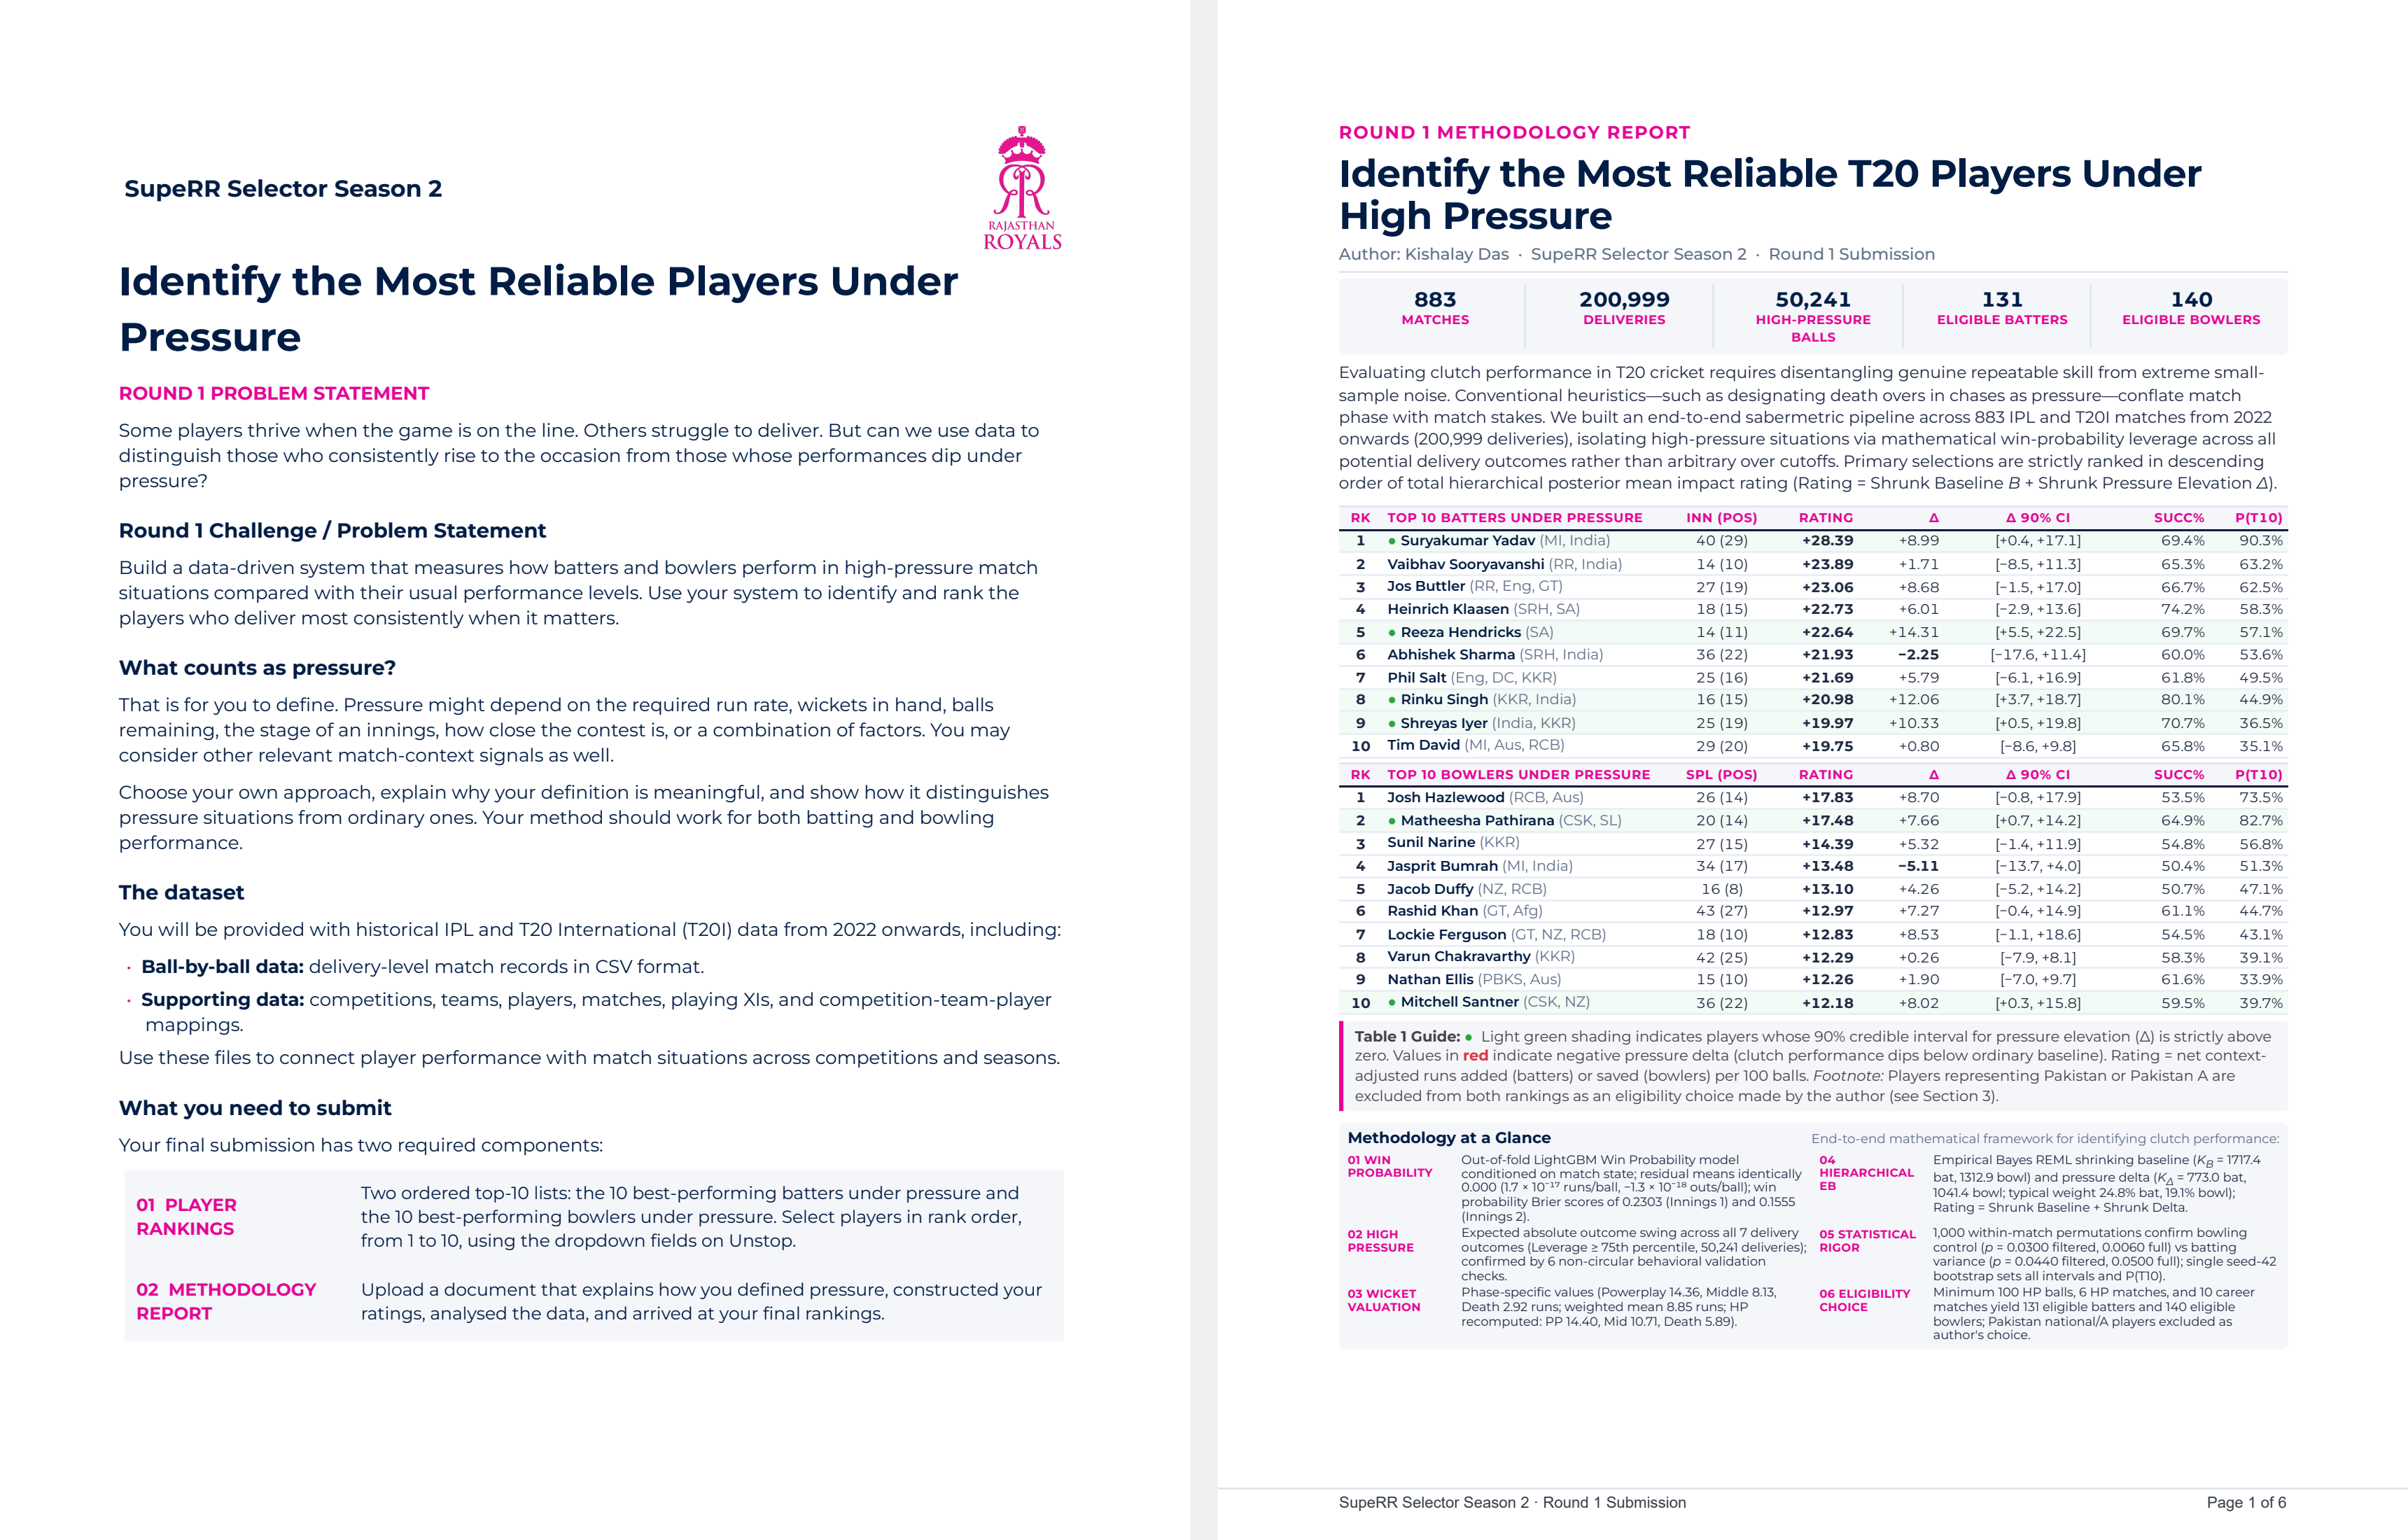 SupeRR Selector Season 2
RAJASTHAN
ROYALS
Identify the Most Reliable Players Under
Pressure
ROUND 1 PROBLEM STATEMENT
Some players thrive when the game is on the line. Others struggle to deliver. But can we use data to
distinguish those who consistently rise to the occasion from those whose performances dip under
pressure?
Round 1 Challenge / Problem Statement
Build a data-driven system that measures how batters and bowlers perform in high-pressure match
situations compared with their usual performance levels. Use your system to identify and rank the
players who deliver most consistently when it matters.
What counts as pressure?
That is for you to define. Pressure might depend on the required run rate, wickets in hand, balls
remaining, the stage of an innings, how close the contest is, or a combination of factors. You may
consider other relevant match-context signals as well.
Choose your own approach, explain why your definition is meaningful, and show how it distinguishes
pressure situations from ordinary ones. Your method should work for both batting and bowling
performance.
The dataset
You will be provided with historical IPL and T20 International (T20I) data from 2022 onwards, including:
· Ball-by-ball data: delivery-level match records in CSV format.
· Supporting data: competitions, teams, players, matches, playing XIs, and competition-team-player
mappings.
Use these files to connect player performance with match situations across competitions and seasons.
What you need to submit
Your final submission has two required components:
01 PLAYER
RANKINGS
Two ordered top-10 lists: the 10 best-performing batters under pressure and
the 10 best-performing bowlers under pressure. Select players in rank order,
from 1 to 10, using the dropdown fields on Unstop.
02 METHODOLOGY
REPORT
Upload a document that explains how you defined pressure, constructed your
ratings, analysed the data, and arrived at your final rankings.
ROUND 1 METHODOLOGY REPORT
Identify the Most Reliable T20 Players Under
High Pressure
Author: Kishalay Das · SupeRR Selector Season 2 · Round 1 Submission
883 200,999 50,241 131 140
MATCHES DELIVERIES HIGH-PRESSURE ELIGIBLE BATTERS ELIGIBLE BOWLERS
BALLS
Evaluating clutch performance in T20 cricket requires disentangling genuine repeatable skill from extreme small-
sample noise. Conventional heuristics—such as designating death overs in chases as pressure—conflate match
phase with match stakes. We built an end-to-end sabermetric pipeline across 883 IPL and T20I matches from 2022
onwards (200,999 deliveries), isolating high-pressure situations via mathematical win-probability leverage across all
potential delivery outcomes rather than arbitrary over cutoffs. Primary selections are strictly ranked in descending
order of total hierarchical posterior mean impact rating (Rating = Shrunk Baseline B + Shrunk Pressure Elevation Δ).
RK TOP 10 BATTERS UNDER PRESSURE INN (POS) RATING Δ Δ 90% CI SUCC% P(T10)
1 ● Suryakumar Yadav (MI, India) 40 (29) +28.39 +8.99 [+0.4, +17.1] 69.4% 90.3%
2 Vaibhav Sooryavanshi (RR, India) 14 (10) +23.89 +1.71 [−8.5, +11.3] 65.3% 63.2%
3 Jos Buttler (RR, Eng, GT) 27 (19) +23.06 +8.68 [−1.5, +17.0] 66.7% 62.5%
4 Heinrich Klaasen (SRH, SA) 18 (15) +22.73 +6.01 [−2.9, +13.6] 74.2% 58.3%
5 ● Reeza Hendricks (SA) 14 (11) +22.64 +14.31 [+5.5, +22.5] 69.7% 57.1%
6 Abhishek Sharma (SRH, India) 36 (22) +21.93 −2.25 [−17.6, +11.4] 60.0% 53.6%
7 Phil Salt (Eng, DC, KKR) 25 (16) +21.69 +5.79 [−6.1, +16.9] 61.8% 49.5%
8 ● Rinku Singh (KKR, India) 16 (15) +20.98 +12.06 [+3.7, +18.7] 80.1% 44.9%
9 ● Shreyas Iyer (India, KKR) 25 (19) +19.97 +10.33 [+0.5, +19.8] 70.7% 36.5%
10 Tim David (MI, Aus, RCB) 29 (20) +19.75 +0.80 [−8.6, +9.8] 65.8% 35.1%
RK TOP 10 BOWLERS UNDER PRESSURE SPL (POS) RATING Δ Δ 90% CI SUCC% P(T10)
1 Josh Hazlewood (RCB, Aus) 26 (14) +17.83 +8.70 [−0.8, +17.9] 53.5% 73.5%
2 ● Matheesha Pathirana (CSK, SL) 20 (14) +17.48 +7.66 [+0.7, +14.2] 64.9% 82.7%
3 Sunil Narine (KKR) 27 (15) +14.39 +5.32 [−1.4, +11.9] 54.8% 56.8%
4 Jasprit Bumrah (MI, India) 34 (17) +13.48 −5.11 [−13.7, +4.0] 50.4% 51.3%
5 Jacob Duffy (NZ, RCB) 16 (8) +13.10 +4.26 [−5.2, +14.2] 50.7% 47.1%
6 Rashid Khan (GT, Afg) 43 (27) +12.97 +7.27 [−0.4, +14.9] 61.1% 44.7%
7 Lockie Ferguson (GT, NZ, RCB) 18 (10) +12.83 +8.53 [−1.1, +18.6] 54.5% 43.1%
8 Varun Chakravarthy (KKR) 42 (25) +12.29 +0.26 [−7.9, +8.1] 58.3% 39.1%
9 Nathan Ellis (PBKS, Aus) 15 (10) +12.26 +1.90 [−7.0, +9.7] 61.6% 33.9%
10 ● Mitchell Santner (CSK, NZ) 36 (22) +12.18 +8.02 [+0.3, +15.8] 59.5% 39.7%
Table 1 Guide: ● Light green shading indicates players whose 90% credible interval for pressure elevation (Δ) is strictly above
zero. Values in red indicate negative pressure delta (clutch performance dips below ordinary baseline). Rating = net context-
adjusted runs added (batters) or saved (bowlers) per 100 balls. Footnote: Players representing Pakistan or Pakistan A are
excluded from both rankings as an eligibility choice made by the author (see Section 3).
Methodology at a Glance End-to-end mathematical framework for identifying clutch performance:
01 WIN
PROBABILITY
Out-of-fold LightGBM Win Probability model
conditioned on match state; residual means identically
0.000 (1.7 × 10⁻¹⁷ runs/ball, −1.3 × 10⁻¹⁸ outs/ball); win
probability Brier scores of 0.2303 (Innings 1) and 0.1555
(Innings 2).
04
HIERARCHICAL
EB
Empirical Bayes REML shrinking baseline (K_B = 1717.4
bat, 1312.9 bowl) and pressure delta (K_Δ = 773.0 bat,
1041.4 bowl; typical weight 24.8% bat, 19.1% bowl);
Rating = Shrunk Baseline + Shrunk Delta.
02 HIGH
PRESSURE
Expected absolute outcome swing across all 7 delivery
outcomes (Leverage ≥ 75th percentile, 50,241 deliveries);
confirmed by 6 non-circular behavioral validation
checks.
05 STATISTICAL
RIGOR
1,000 within-match permutations confirm bowling
control (p = 0.0300 filtered, 0.0060 full) vs batting
variance (p = 0.0440 filtered, 0.0500 full); single seed-42
bootstrap sets all intervals and P(T10).
03 WICKET
VALUATION
Phase-specific values (Powerplay 14.36, Middle 8.13,
Death 2.92 runs; weighted mean 8.85 runs; HP
recomputed: PP 14.40, Mid 10.71, Death 5.89).
06 ELIGIBILITY
CHOICE
Minimum 100 HP balls, 6 HP matches, and 10 career
matches yield 131 eligible batters and 140 eligible
bowlers; Pakistan national/A players excluded as
author's choice.
SupeRR Selector Season 2 · Round 1 Submission Page 1 of 6